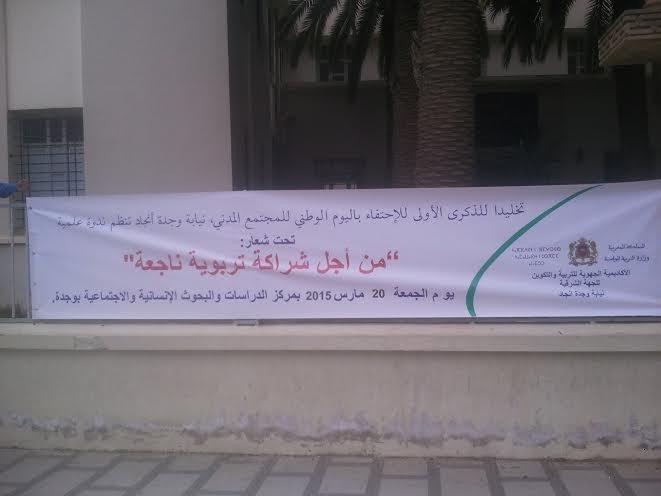 تخليدا للذكرى الأولى للإحتفاء باليوم الوطني للمجتمع المدني، نيابة وجدة أنجاد تنظم ندوة علمية
تحت شعار:
“من أجل شراكة تربوية ناجعة"
يوم الجمعة 20 مارس 2015 بمركز الدراسات والبحوث الإنسانية والاجتماعية بوجدة.
المملكة المغربية
وزارة التربية الوطنية
الأكاديمية الجهوية للتربية والتكوين
للجهة الشرقية
نيابة وجدة أنجاد